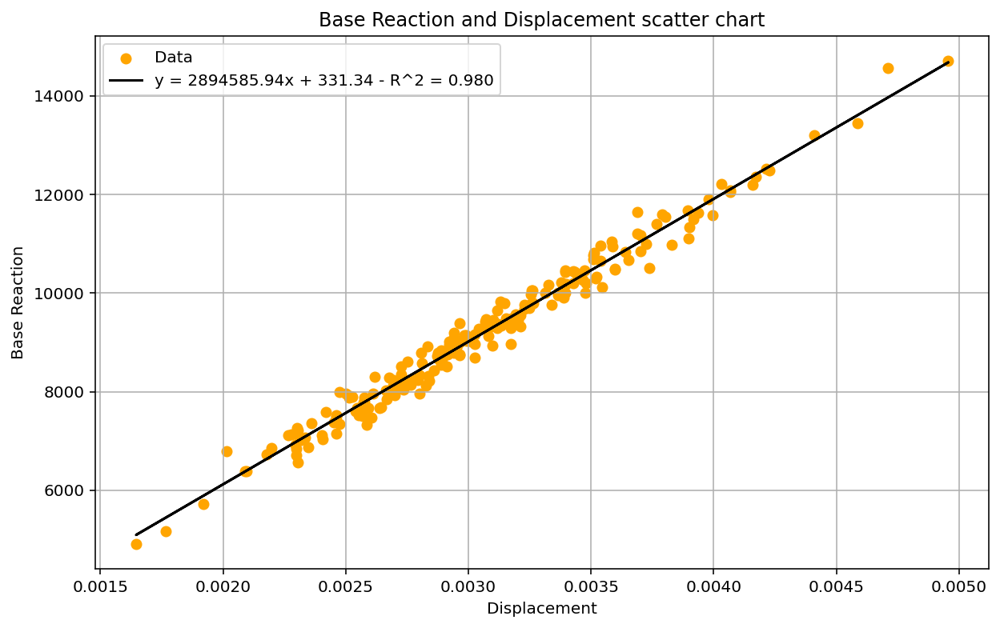 Base Reaction and Displacement scatter chart
Data
y = 2894585.94x + 331.34 - R^2 = 0.980
14000
12000
10000
8000
6000
Base Reaction
0.0015 0.0020 0.0025 0.0030 0.0035 0.0040 0.0045 0.0050
Displacement